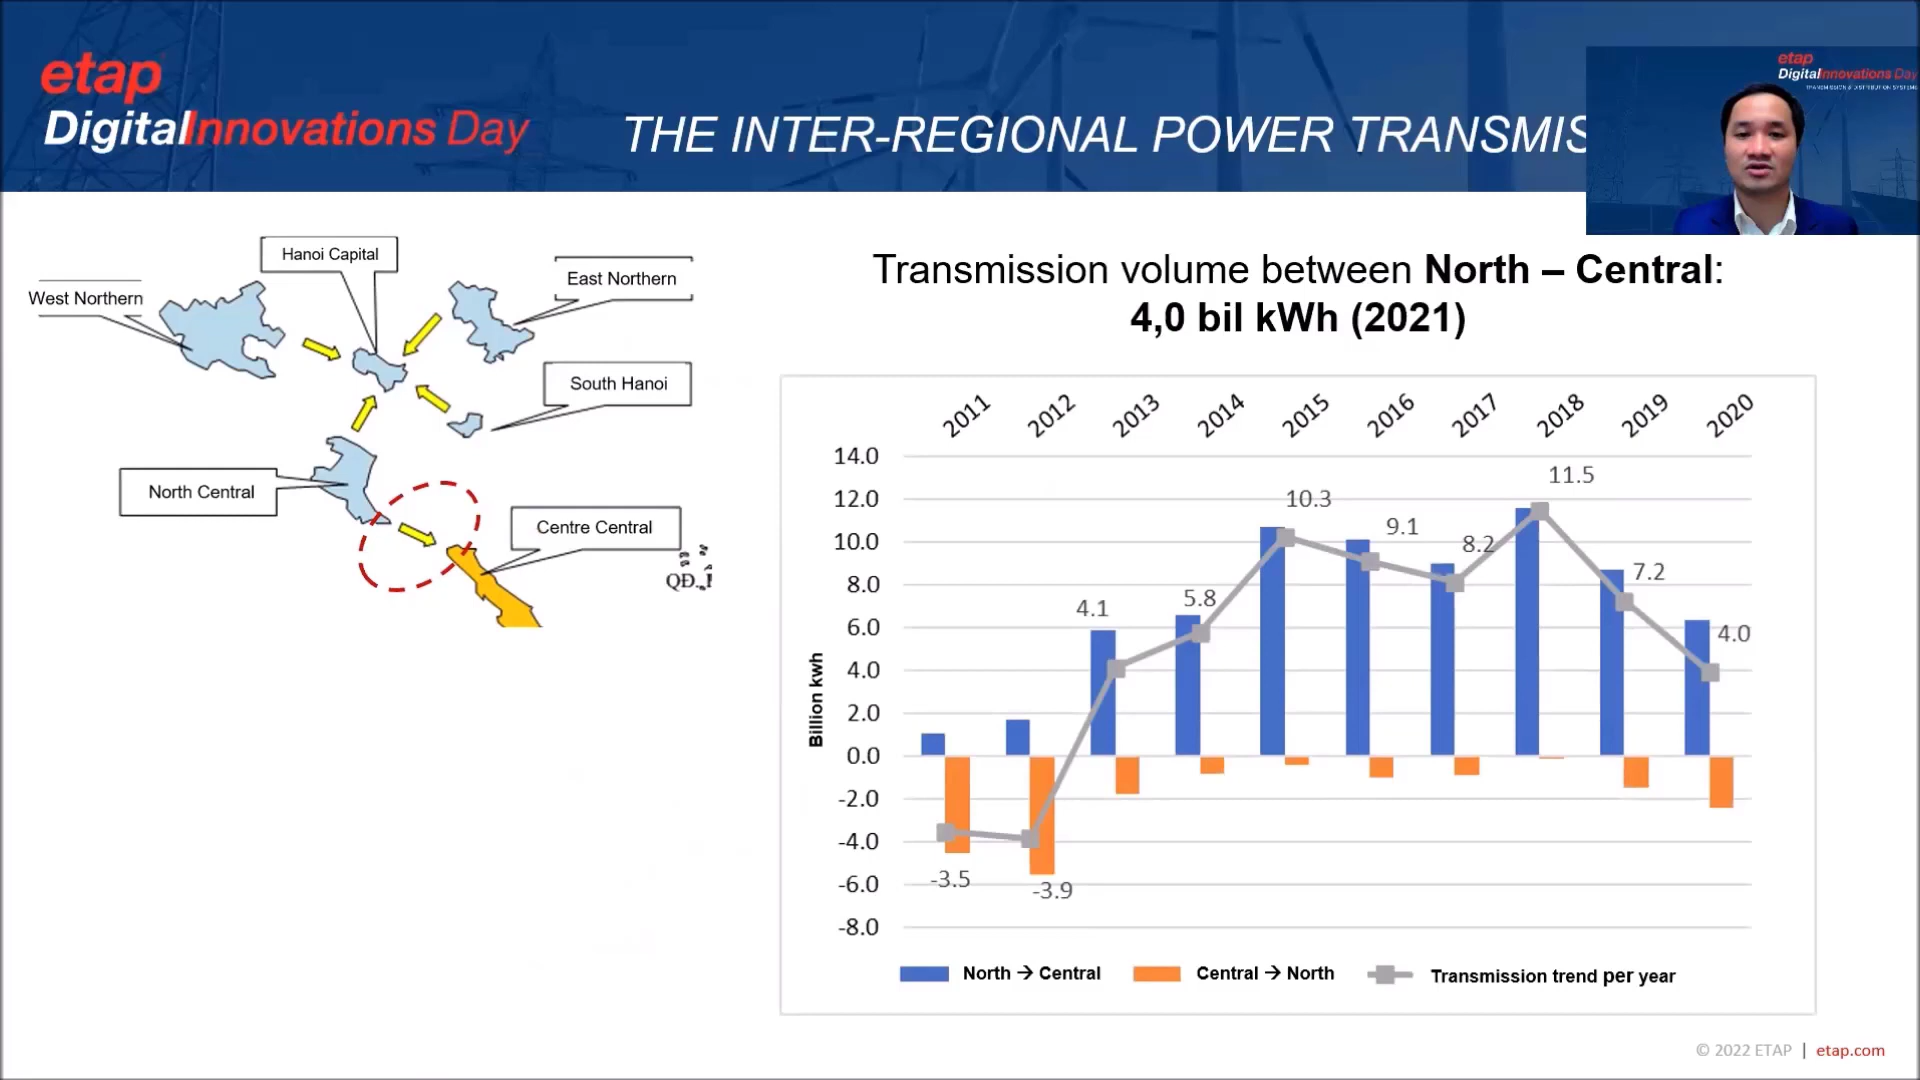 etap
DigitalInnovations Day
THE INTER-REGIONAL POWER TRANSMIS
etap
DigitalInnovations Day
TRANSMISSION & DISTRIBUTION SYSTEMS
Hanoi Capital
East Northern
West Northern
South Hanoi
North Central
Centre Central
QĐ.
Transmission volume between North – Central:
4,0 bil kWh (2021)
2011 2012 2013 2014 2015 2016 2017 2018 2019 2020
14.0
12.0
10.0
8.0
6.0
4.0
2.0
0.0
-2.0
-4.0
-6.0
-8.0
Billion kwh
-3.5
-3.9
4.1
5.8
10.3
9.1
8.2
11.5
7.2
4.0
North → Central
Central → North
Transmission trend per year
© 2022 ETAP | etap.com